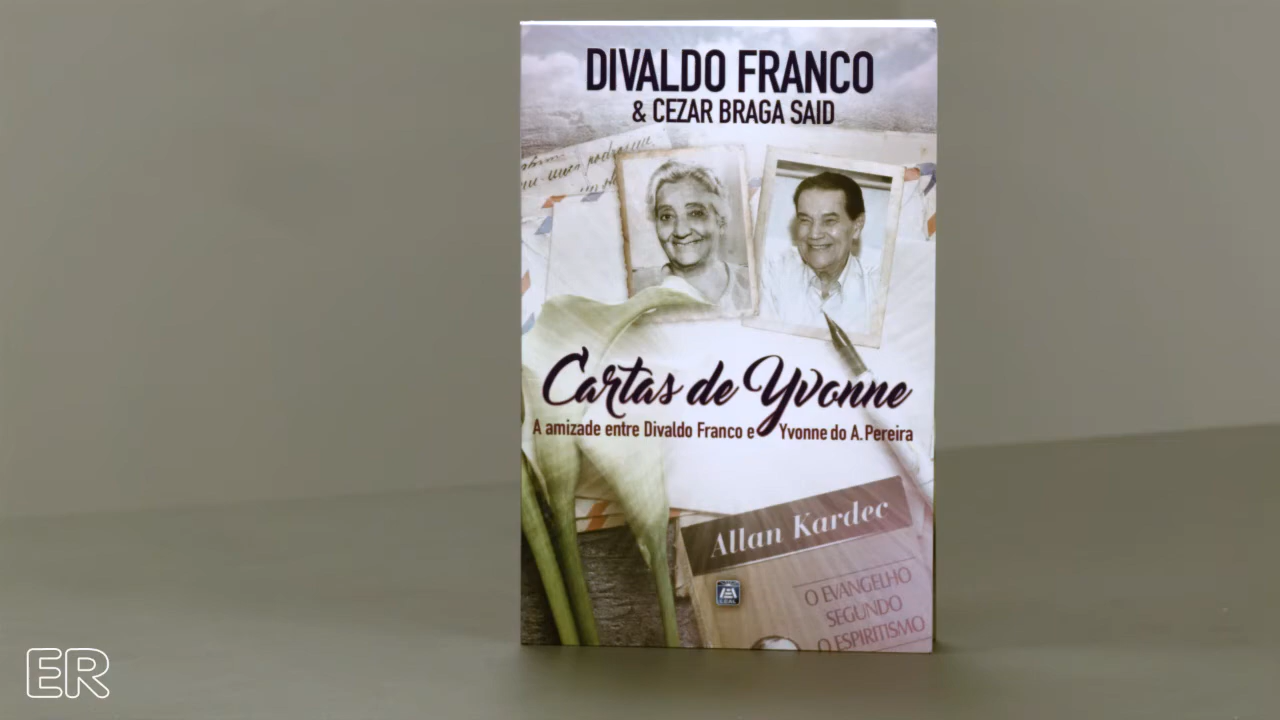 DIVALDO FRANCO
& CEZAR BRAGA SAID
Cartas de Yvonne
A amizade entre Divaldo Franco e Yvonne do A. Pereira
Allan Kardec
O EVANGELHO
SEGUNDO
O ESPIRITISMO
ER